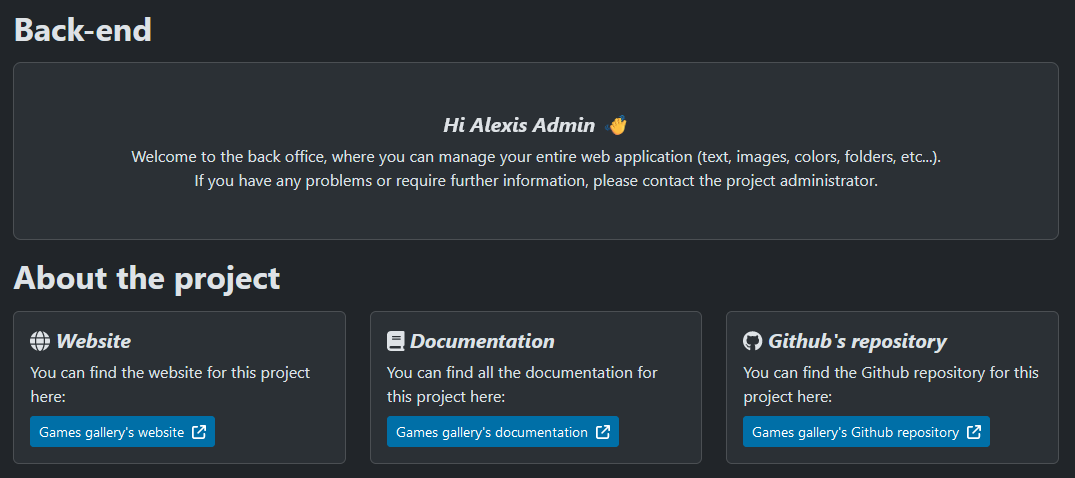 Back-end
Hi Alexis Admin 👋
Welcome to the back office, where you can manage your entire web application (text, images, colors, folders, etc...).
If you have any problems or require further information, please contact the project administrator.
About the project
Website
You can find the website for this project
here:
Games gallery's website
Documentation
You can find all the documentation for
this project here:
Games gallery's documentation
Github's repository
You can find the Github repository for this
project here:
Games gallery's Github repository